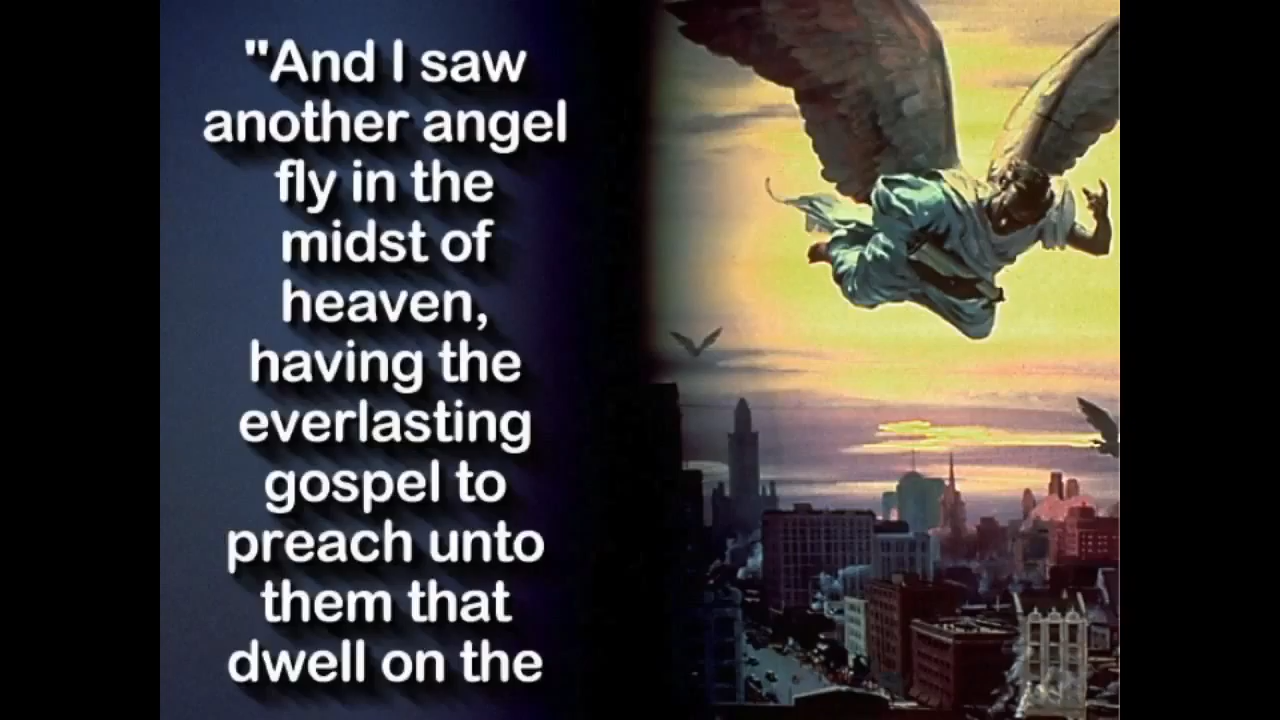 "And I saw
another angel
fly in the
midst of
heaven,
having the
everlasting
gospel to
preach unto
them that
dwell on the